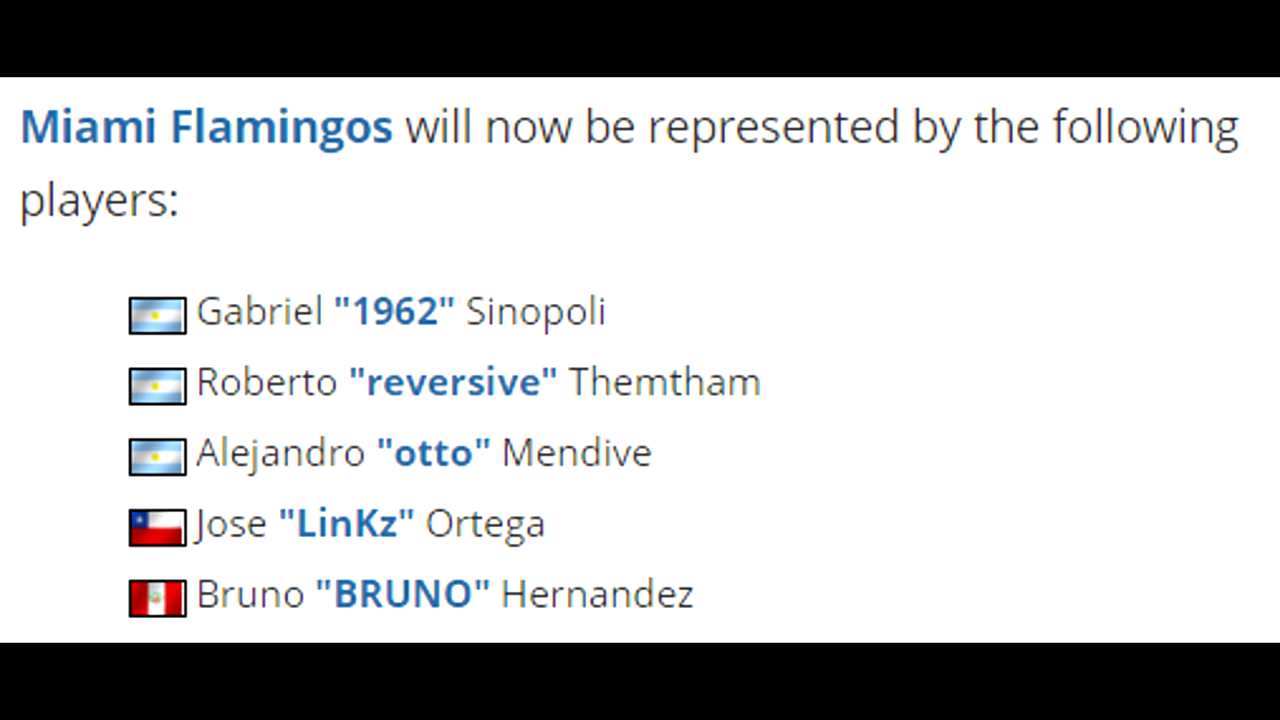 Miami Flamingos will now be represented by the following
players:
Gabriel "1962" Sinopoli
Roberto "reversive" Themtham
Alejandro "otto" Mendive
Jose "LinKz" Ortega
Bruno "BRUNO" Hernandez